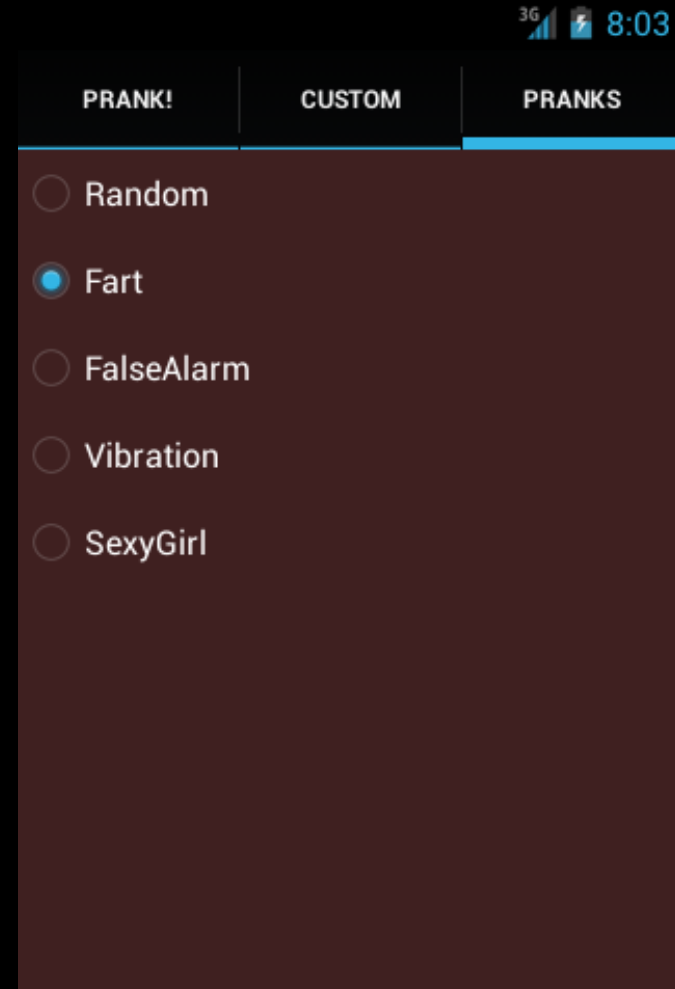 3G 8:03
PRANK! CUSTOM PRANKS
Random
Fart
FalseAlarm
Vibration
SexyGirl